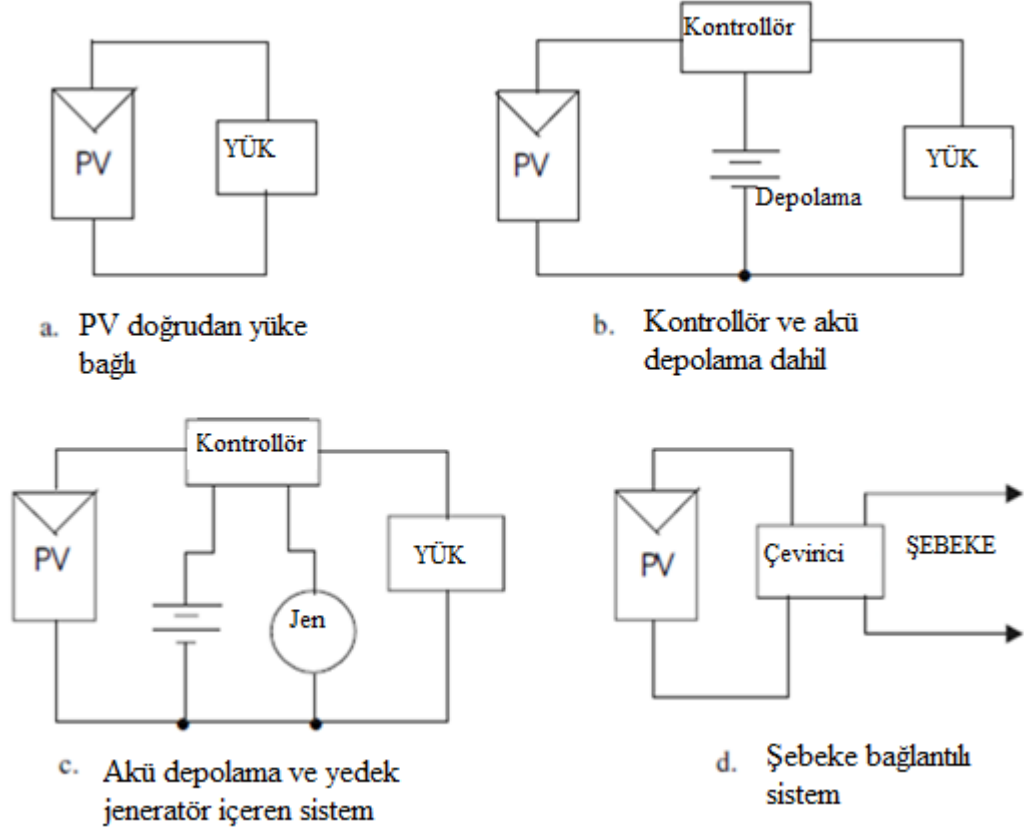 PV
YÜK
a. PV doğrudan yüke
bağlı
Kontrollör
PV
Depolama
YÜK
b. Kontrollör ve akü
depolama dahil
Kontrollör
PV
Jen
YÜK
c. Akü depolama ve yedek
jeneratör içeren sistem
PV
Çevirici
ŞEBEKE
d. Şebeke bağlantılı
sistem